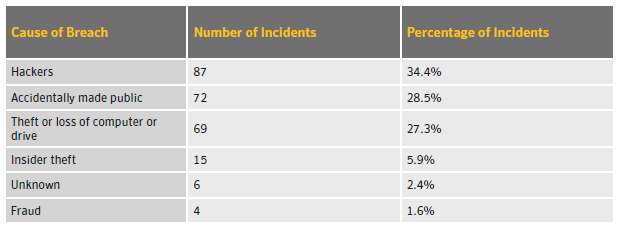 Cause of Breach Number of Incidents Percentage of Incidents
Hackers 87 34.4%
Accidentally made public 72 28.5%
Theft or loss of computer or
drive 69 27.3%
Insider theft 15 5.9%
Unknown 6 2.4%
Fraud 4 1.6%